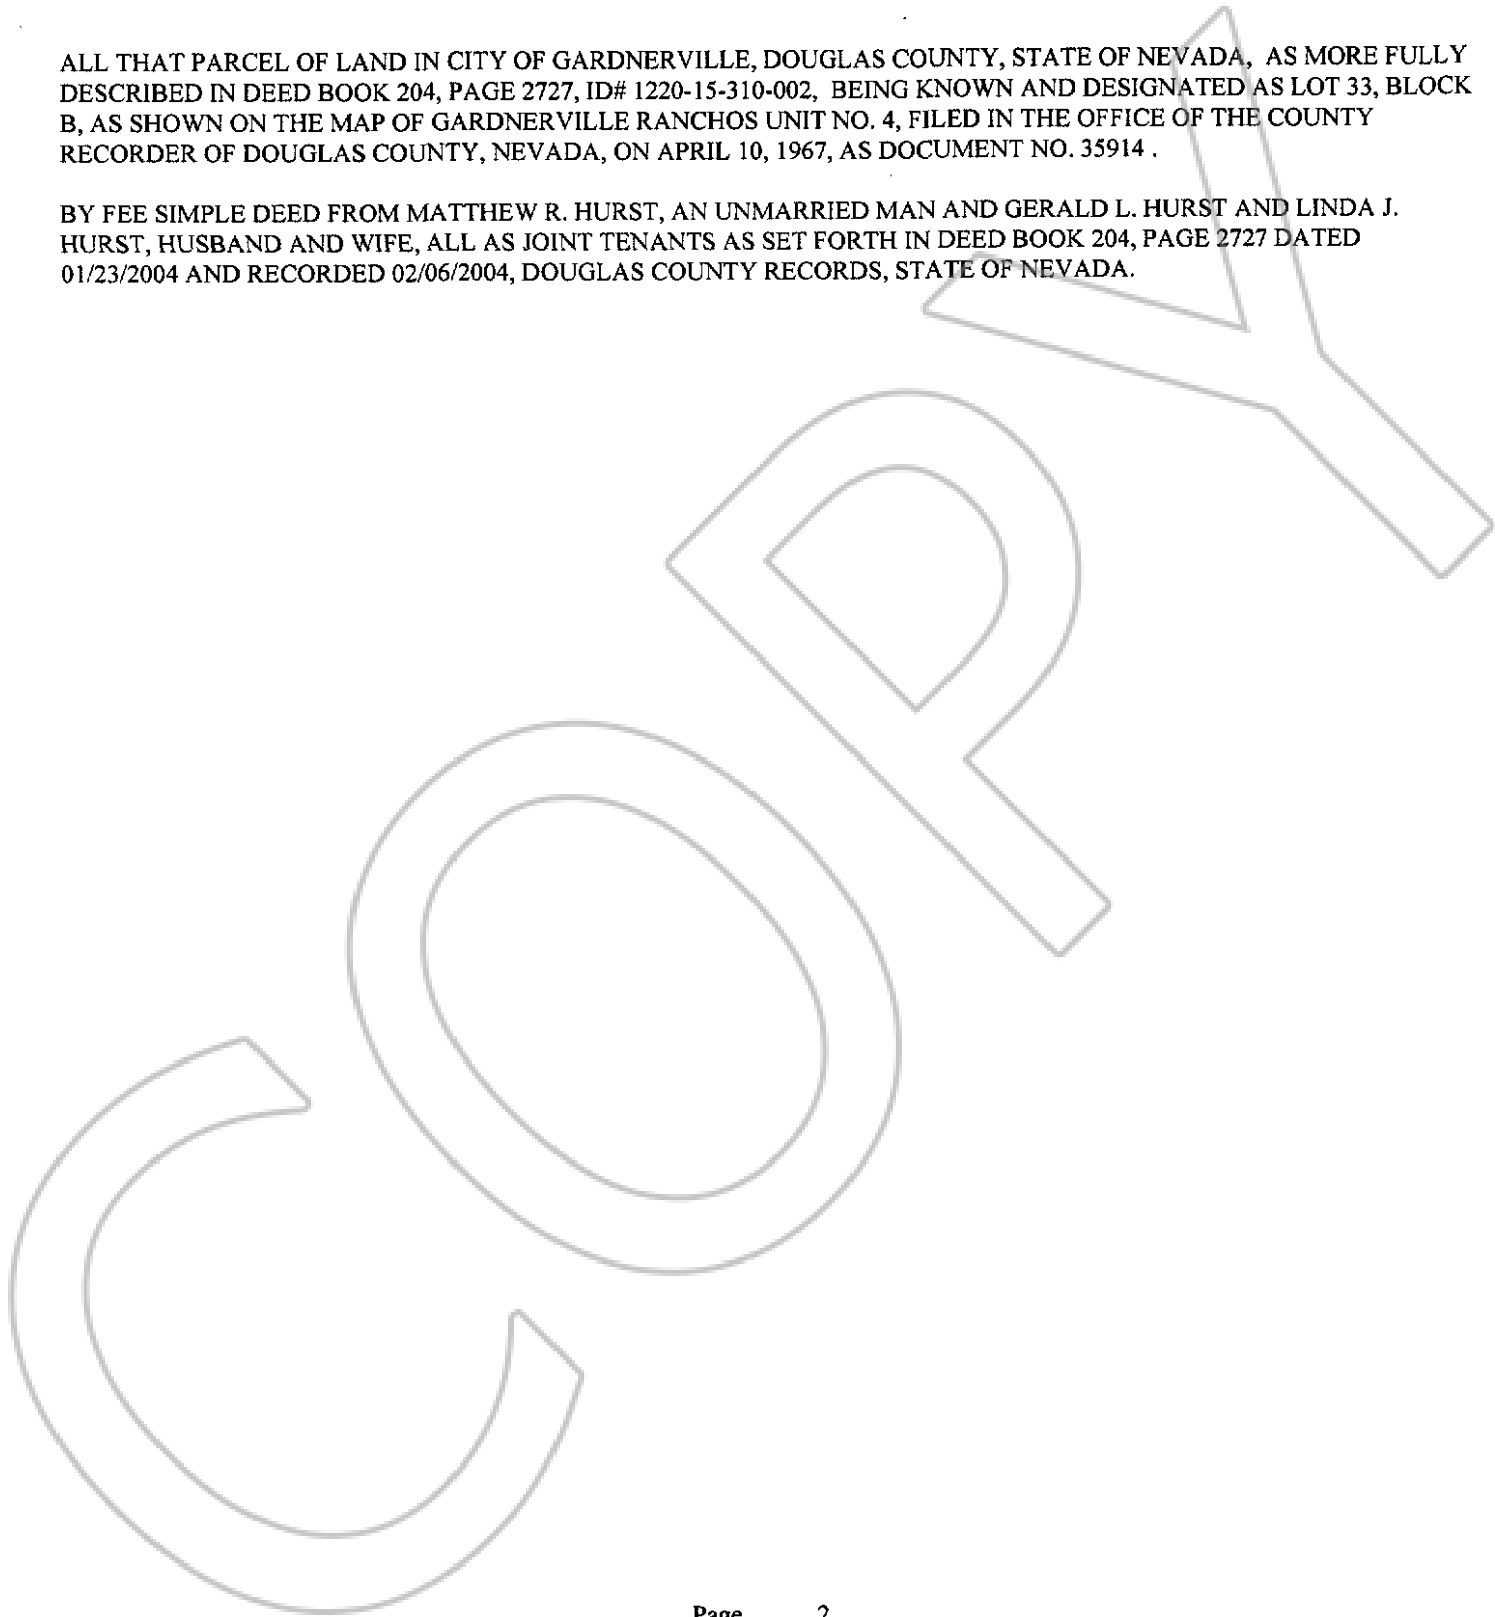 ALL THAT PARCEL OF LAND IN CITY OF GARDNERVILLE, DOUGLAS COUNTY, STATE OF NEVADA, AS MORE FULLY
DESCRIBED IN DEED BOOK 204, PAGE 2727, ID# 1220-15-310-002, BEING KNOWN AND DESIGNATED AS LOT 33, BLOCK
B, AS SHOWN ON THE MAP OF GARDNERVILLE RANCHOS UNIT NO. 4, FILED IN THE OFFICE OF THE COUNTY
RECORDER OF DOUGLAS COUNTY, NEVADA, ON APRIL 10, 1967, AS DOCUMENT NO. 35914 .
BY FEE SIMPLE DEED FROM MATTHEW R. HURST, AN UNMARRIED MAN AND GERALD L. HURST AND LINDA J.
HURST, HUSBAND AND WIFE, ALL AS JOINT TENANTS AS SET FORTH IN DEED BOOK 204, PAGE 2727 DATED
01/23/2004 AND RECORDED 02/06/2004, DOUGLAS COUNTY RECORDS, STATE OF NEVADA.
COPY
Page 2